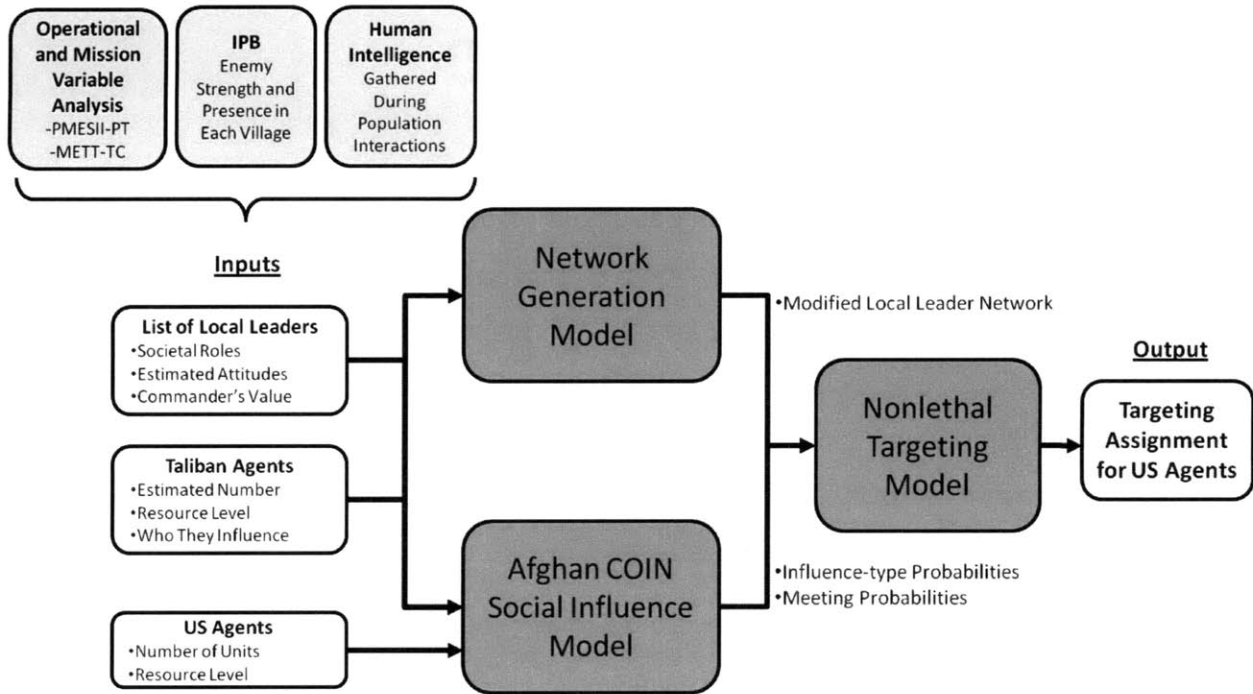 Operational
and Mission
Variable
Analysis
-PMESII-PT
-METT-TC
IPB
Enemy
Strength and
Presence in
Each Village
Human
Intelligence
Gathered
During
Population
Interactions
Inputs
List of Local Leaders
•Societal Roles
•Estimated Attitudes
•Commander's Value
Taliban Agents
•Estimated Number
•Resource Level
•Who They Influence
US Agents
•Number of Units
•Resource Level
Network
Generation
Model
Afghan COIN
Social Influence
Model
•Modified Local Leader Network
•Influence-type Probabilities
•Meeting Probabilities
Nonlethal
Targeting
Model
Output
Targeting
Assignment
for US Agents